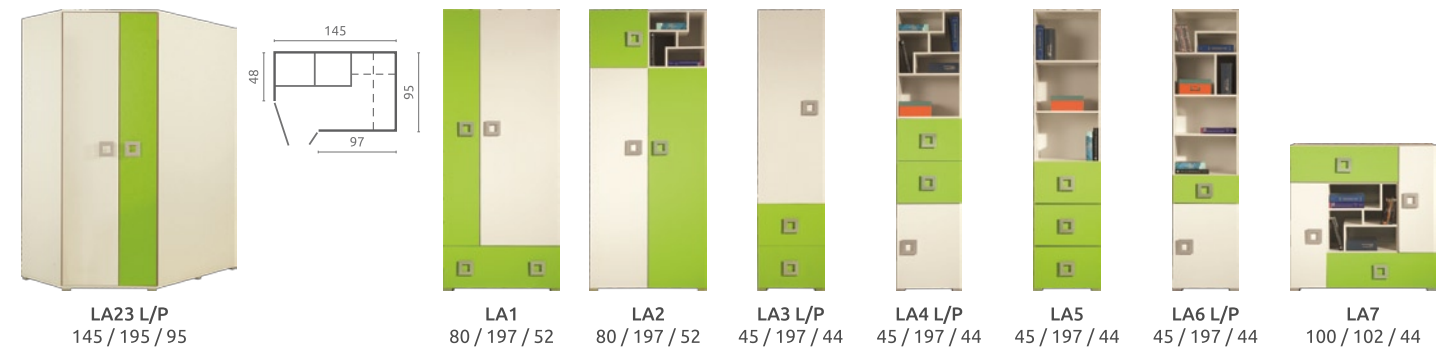 145
48
95
97
LA23 L/P
145 / 195 / 95
LA1
80 / 197 / 52
LA2
80 / 197 / 52
LA3 L/P
45 / 197 / 44
LA4 L/P
45 / 197 / 44
LA5
45 / 197 / 44
LA6 L/P
45 / 197 / 44
LA7
100 / 102 / 44